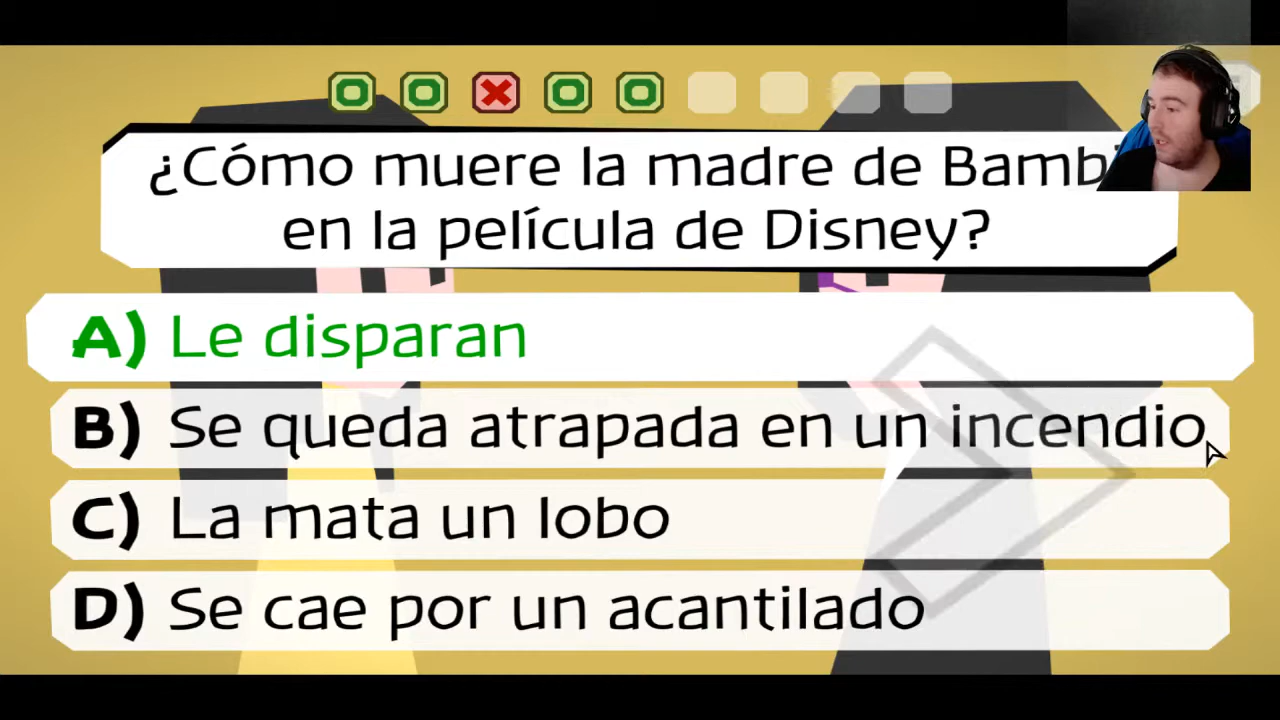 ¿Cómo muere la madre de Bambi
en la película de Disney?
A) Le disparan
B) Se queda atrapada en un incendio
C) La mata un lobo
D) Se cae por un acantilado